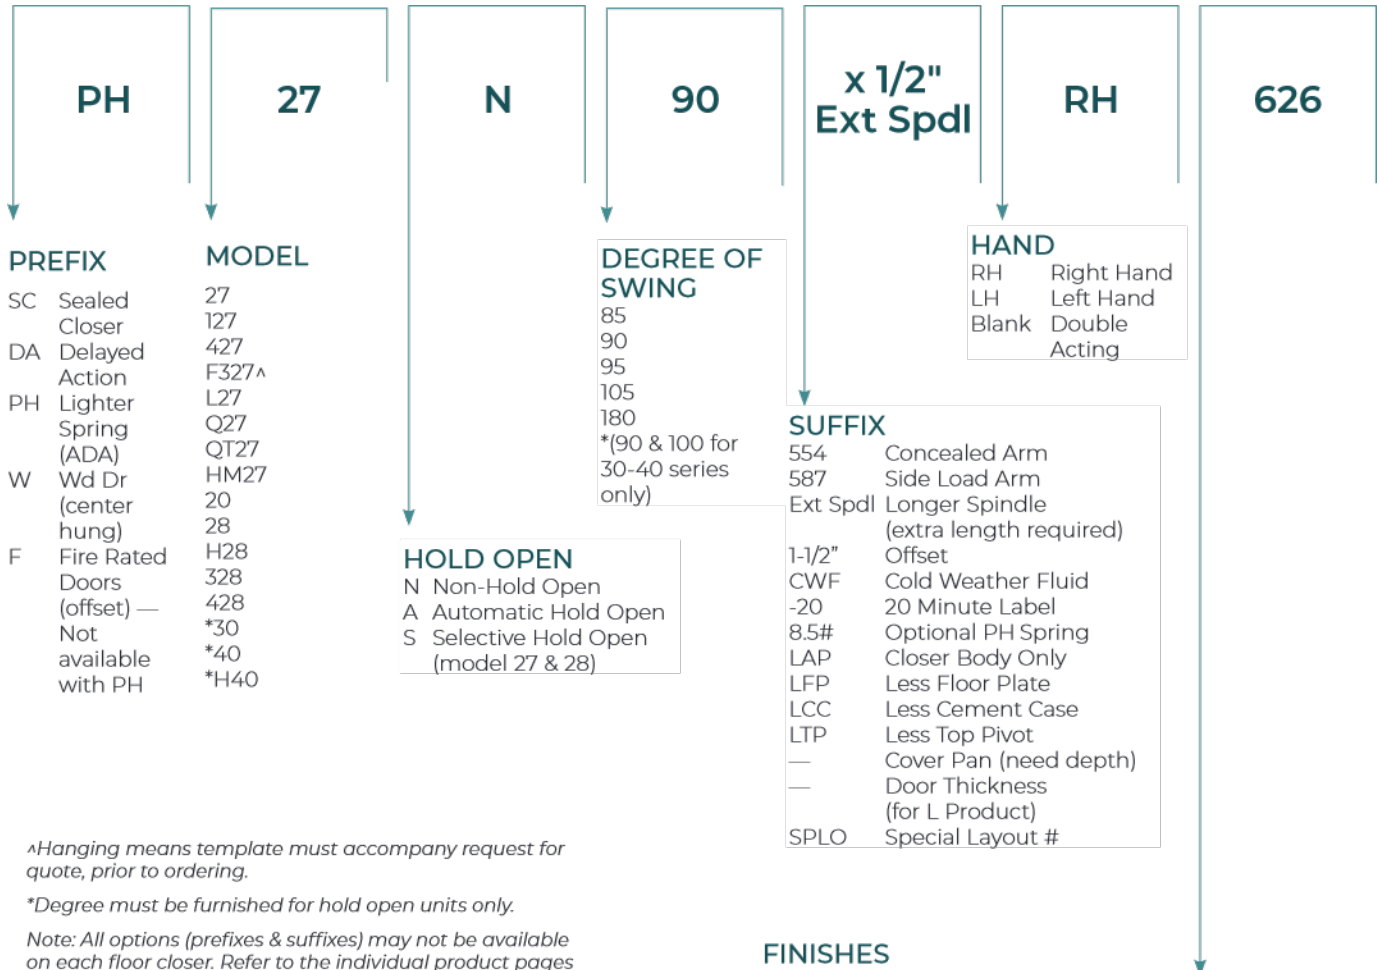 PH
27
N
90
x 1/2"
Ext Spdl
RH
626
PREFIX
SC Sealed
Closer
DA Delayed
Action
PH Lighter
Spring
(ADA)
W Wd Dr
(center
hung)
F Fire Rated
Doors
(offset) —
Not
available
with PH
MODEL
27
127
427
F327^
L27
Q27
QT27
HM27
20
28
H28
328
428
*30
*40
*H40
HOLD OPEN
N Non-Hold Open
A Automatic Hold Open
S Selective Hold Open
(model 27 & 28)
DEGREE OF
SWING
85
90
95
105
180
*(90 & 100 for
30-40 series
only)
SUFFIX
554 Concealed Arm
587 Side Load Arm
Ext Spdl Longer Spindle
(extra length required)
1-1/2" Offset
CWF Cold Weather Fluid
-20 20 Minute Label
8.5# Optional PH Spring
LAP Closer Body Only
LFP Less Floor Plate
LCC Less Cement Case
LTP Less Top Pivot
— Cover Pan (need depth)
— Door Thickness
(for L Product)
SPLO Special Layout #
HAND
RH Right Hand
LH Left Hand
Blank Double
Acting
^Hanging means template must accompany request for
quote, prior to ordering.
*Degree must be furnished for hold open units only.
Note: All options (prefixes & suffixes) may not be available
on each floor closer. Refer to the individual product pages
FINISHES